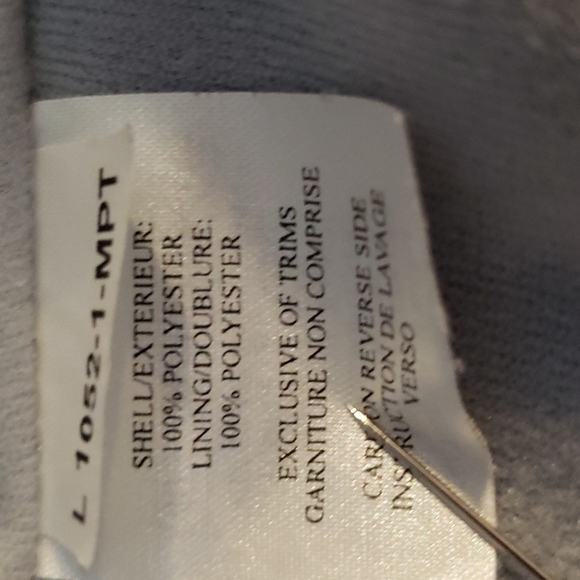 L 1052-1-MPT
SHELL/EXTERIEUR:
100% POLYESTER
LINING/DOUBLURE:
100% POLYESTER
EXCLUSIVE OF TRIMS
GARNITURE NON COMPRISE
ON REVERSE SIDE
DE LAVAGE
VERSO